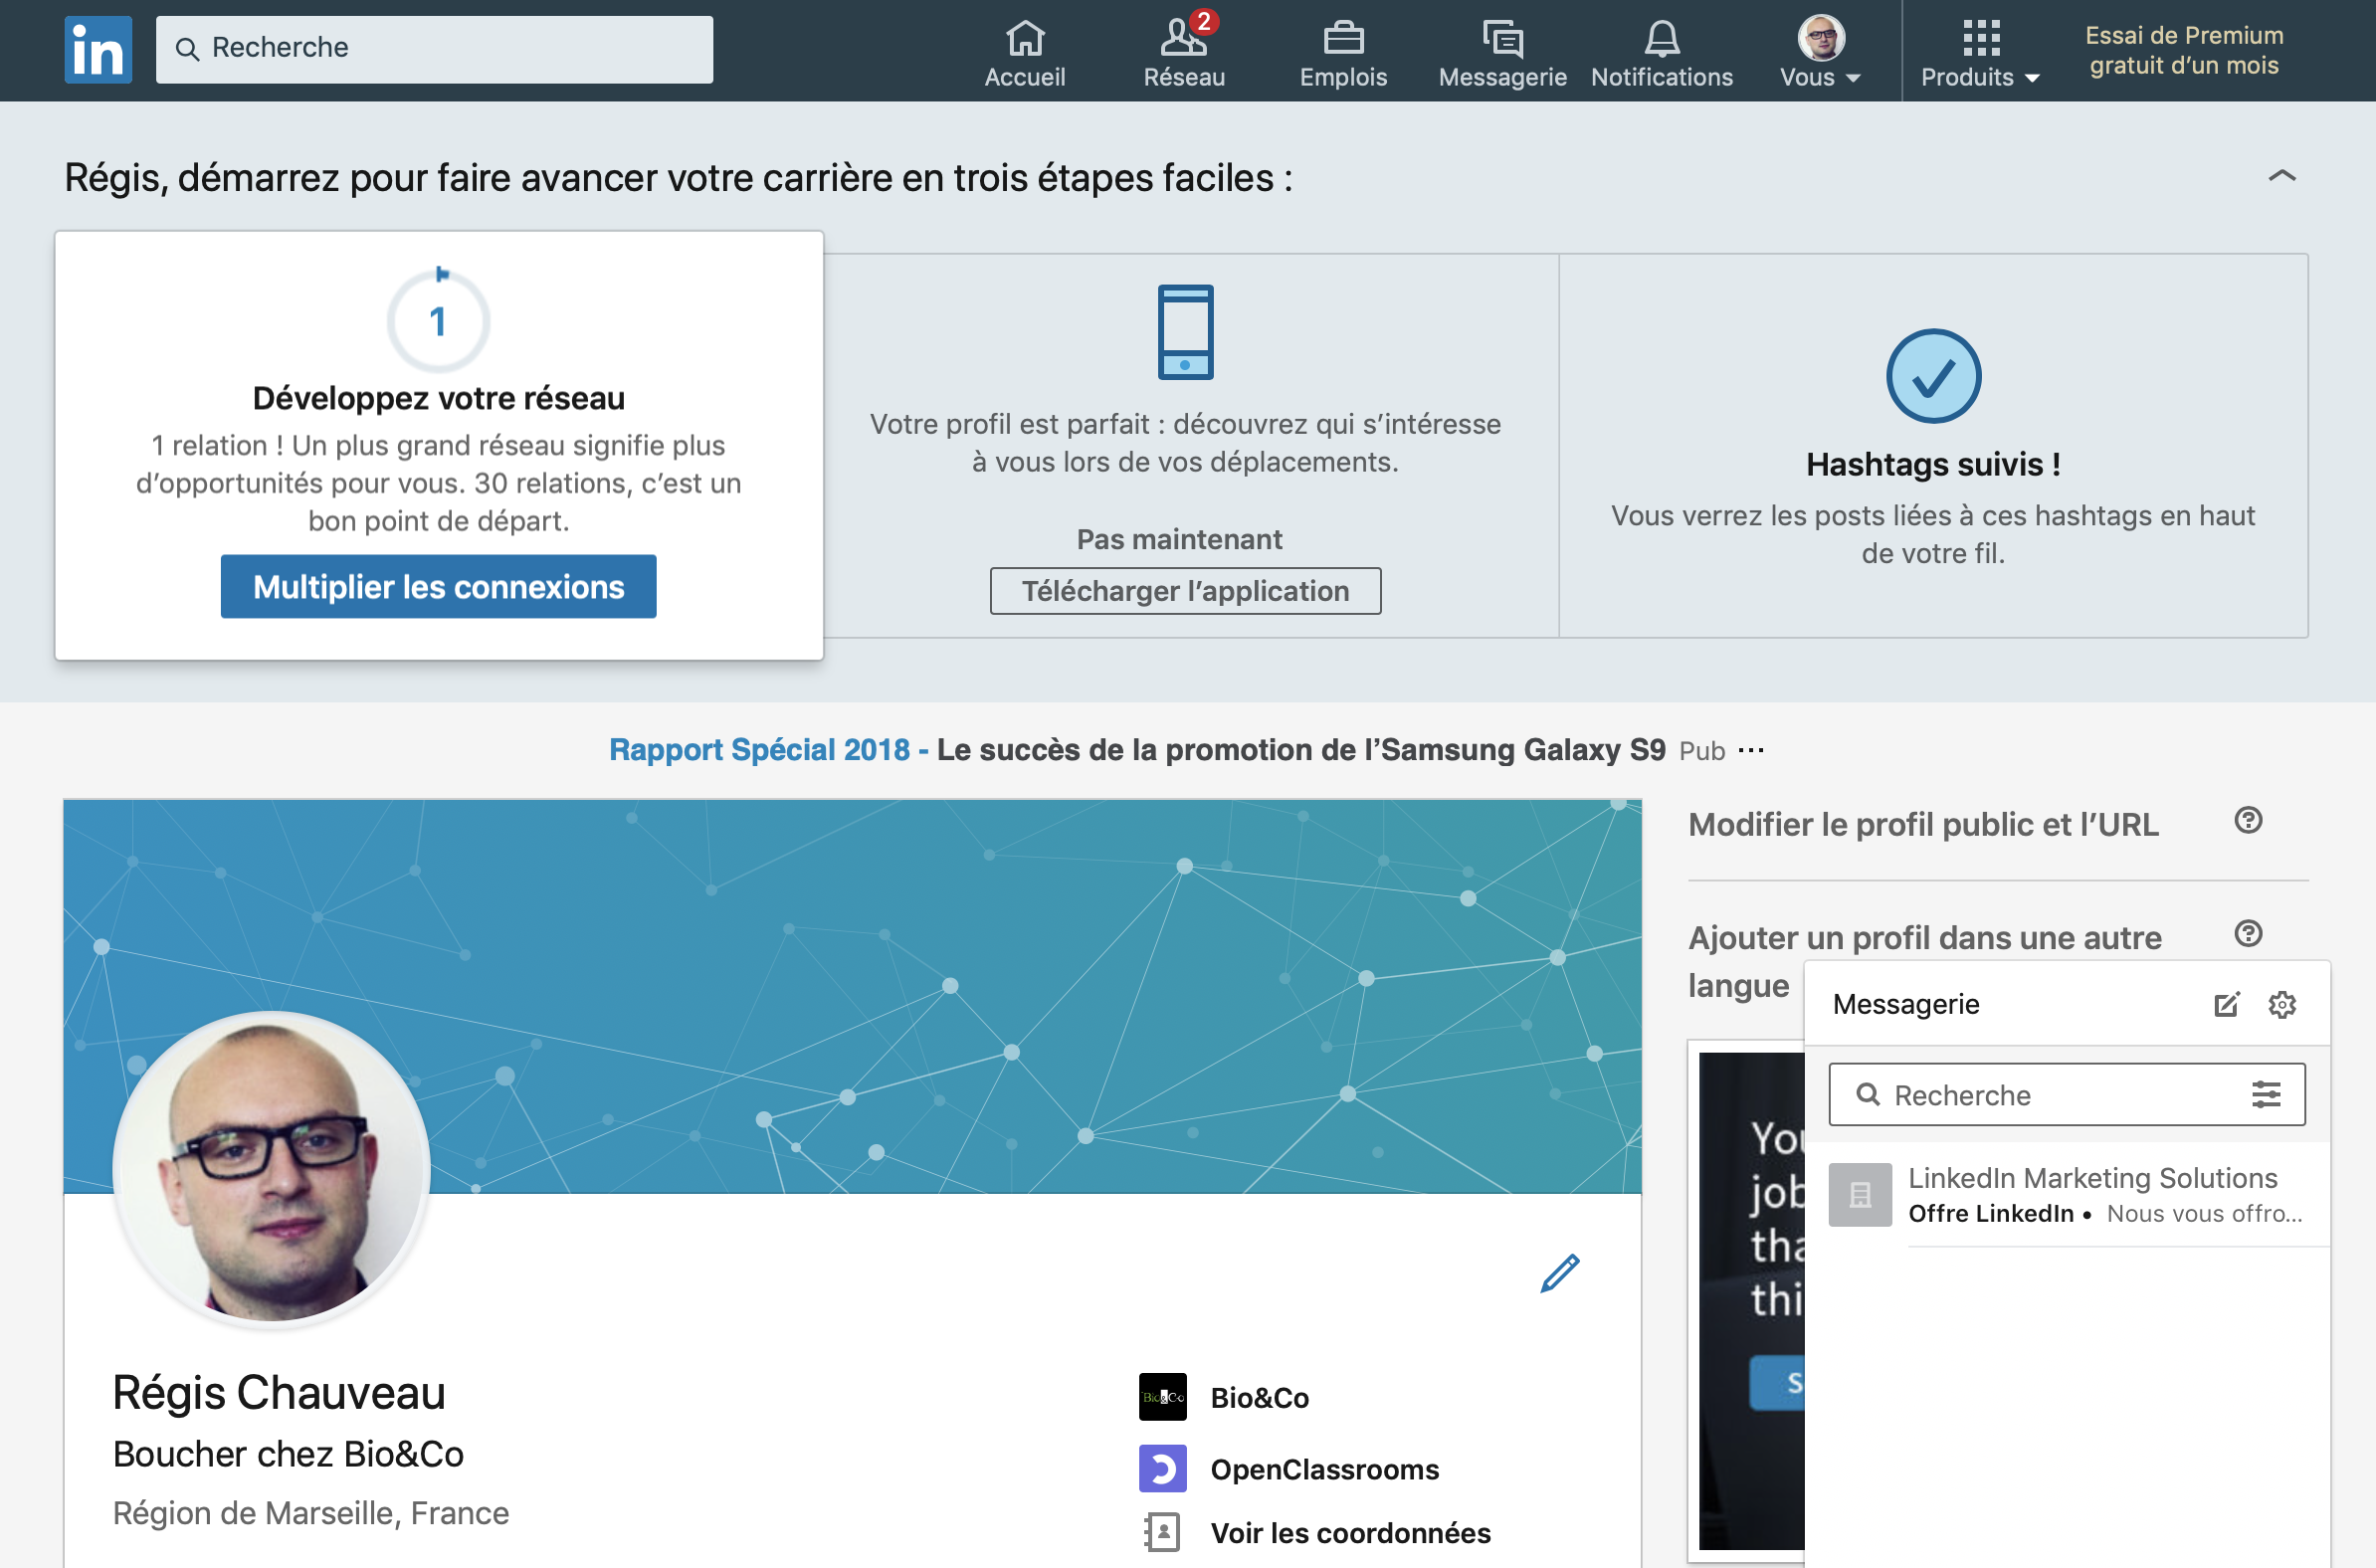 in
Recherche
2
Accueil
Réseau
Emplois
Messagerie
Notifications
Vous
Produits
Essai de Premium
gratuit d’un mois
Régis, démarrez pour faire avancer votre carrière en trois étapes faciles :
1
Développez votre réseau
1 relation ! Un plus grand réseau signifie plus
d’opportunités pour vous. 30 relations, c’est un
bon point de départ.
Multiplier les connexions
Votre profil est parfait : découvrez qui s’intéresse
à vous lors de vos déplacements.
Pas maintenant
Télécharger l’application
Hashtags suivis !
Vous verrez les posts liées à ces hashtags en haut
de votre fil.
Rapport Spécial 2018 - Le succès de la promotion de l’Samsung Galaxy S9 Pub ···
Modifier le profil public et l’URL
Ajouter un profil dans une autre
langue
Messagerie
Recherche
LinkedIn Marketing Solutions
Offre LinkedIn • Nous vous offro...
You
job
tha
thi
S
Régis Chauveau
Boucher chez Bio&Co
Région de Marseille, France
Bio&Co
Bio&Co
OpenClassrooms
Voir les coordonnées